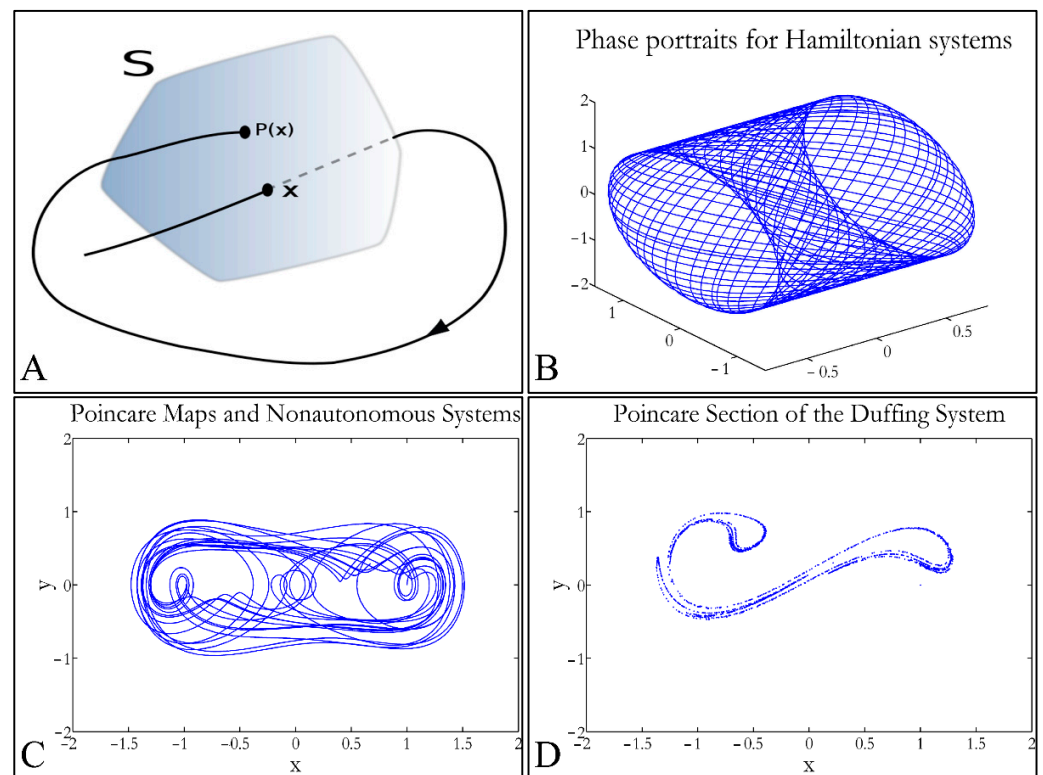 S
P(x)
x
A
Phase portraits for Hamiltonian systems
2
1
0
−1
−2
1
0
−1
−0.5
0
0.5
B
Poincare Maps and Nonautonomous Systems
2
1
0
−1
−2
y
−2
−1.5
−1
−0.5
0
0.5
1
1.5
2
x
C
Poincare Section of the Duffing System
2
1
0
−1
−2
y
−2
−1.5
−1
−0.5
0
0.5
1
1.5
2
x
D